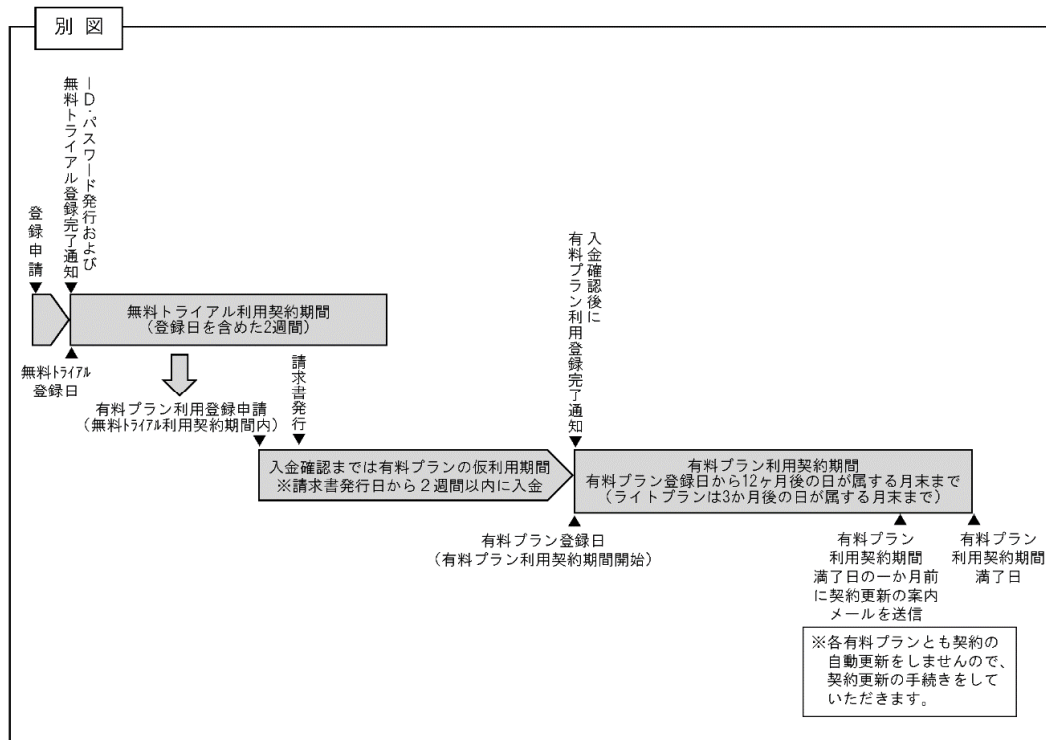 別図
ID・パスワード発行および
無料トライアル登録完了通知
登録申請
無料トライアル利用契約期間
(登録日を含めた2週間)
無料トライアル
登録日
有料プラン利用登録申請
(無料トライアル利用契約期間内)
請求書発行
入金確認後に
有料プラン利用登録完了通知
入金確認までは有料プランの仮利用期間
※請求書発行日から2週間以内に入金
有料プラン利用契約期間
有料プラン登録日から12ヶ月後の日が属する月末まで
(ライトプランは3か月後の日が属する月末まで)
有料プラン登録日
(有料プラン利用契約期間開始)
有料プラン
利用契約期間
満了日の一か月前
に契約更新の案内
メールを送信
有料プラン
利用契約期間
満了日
※各有料プランとも契約の
自動更新をしませんので、
契約更新の手続きをして
いただきます。